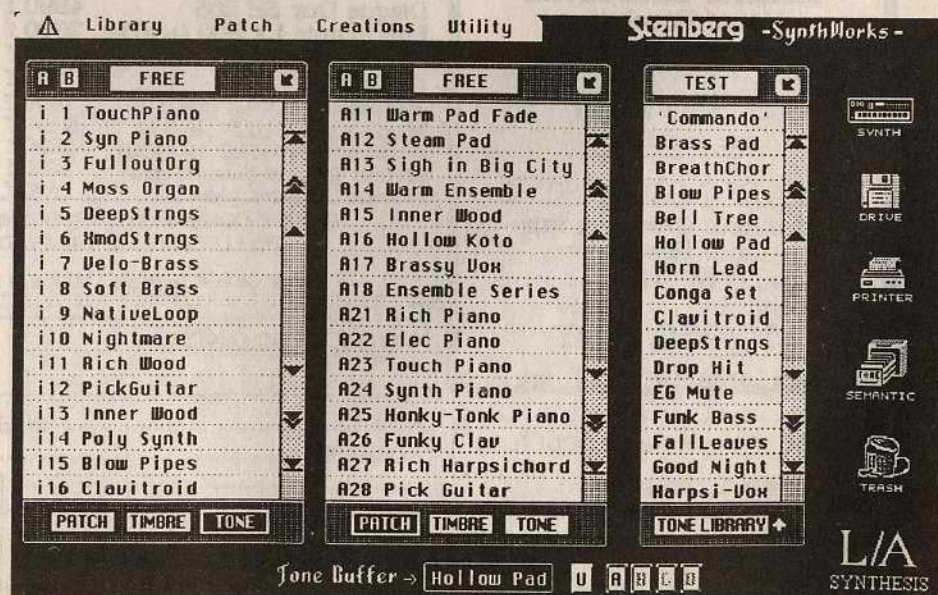 Library Patch Creations Utility
Steinberg -SynthWorks-
A B FREE
i 1 TouchPiano
i 2 Syn Piano
i 3 FulloutOrg
i 4 Moss Organ
i 5 DeepStrngs
i 6 XmodStrngs
i 7 Velo-Brass
i 8 Soft Brass
i 9 NativeLoop
i10 Nightmare
i11 Rich Wood
i12 PickGuitar
i13 Inner Wood
i14 Poly Synth
i15 Blow Pipes
i16 Clavitroid
PATCH TIMBRE TONE
A B FREE
A11 Warm Pad Fade
A12 Steam Pad
A13 Sigh in Big City
A14 Warm Ensemble
A15 Inner Wood
A16 Hollow Koto
A17 Brassy Vox
A18 Ensemble Series
A21 Rich Piano
A22 Elec Piano
A23 Touch Piano
A24 Synth Piano
A25 Honky-Tonk Piano
A26 Funky Clav
A27 Rich Harpsichord
A28 Pick Guitar
PATCH TIMBRE TONE
TEST
'Commando'
Brass Pad
BreathChor
Blow Pipes
Bell Tree
Hollow Pad
Horn Lead
Conga Set
Clavitroid
DeepStrngs
Drop Hit
EG Mute
Funk Bass
FallLeaves
Good Night
Harpsi-Vox
TONE LIBRARY
SYNTH
DRIVE
PRINTER
TONE
SEMANTIC
TRASH
L/A
SYNTHESIS
Tone Buffer → Hollow Pad U A B C D